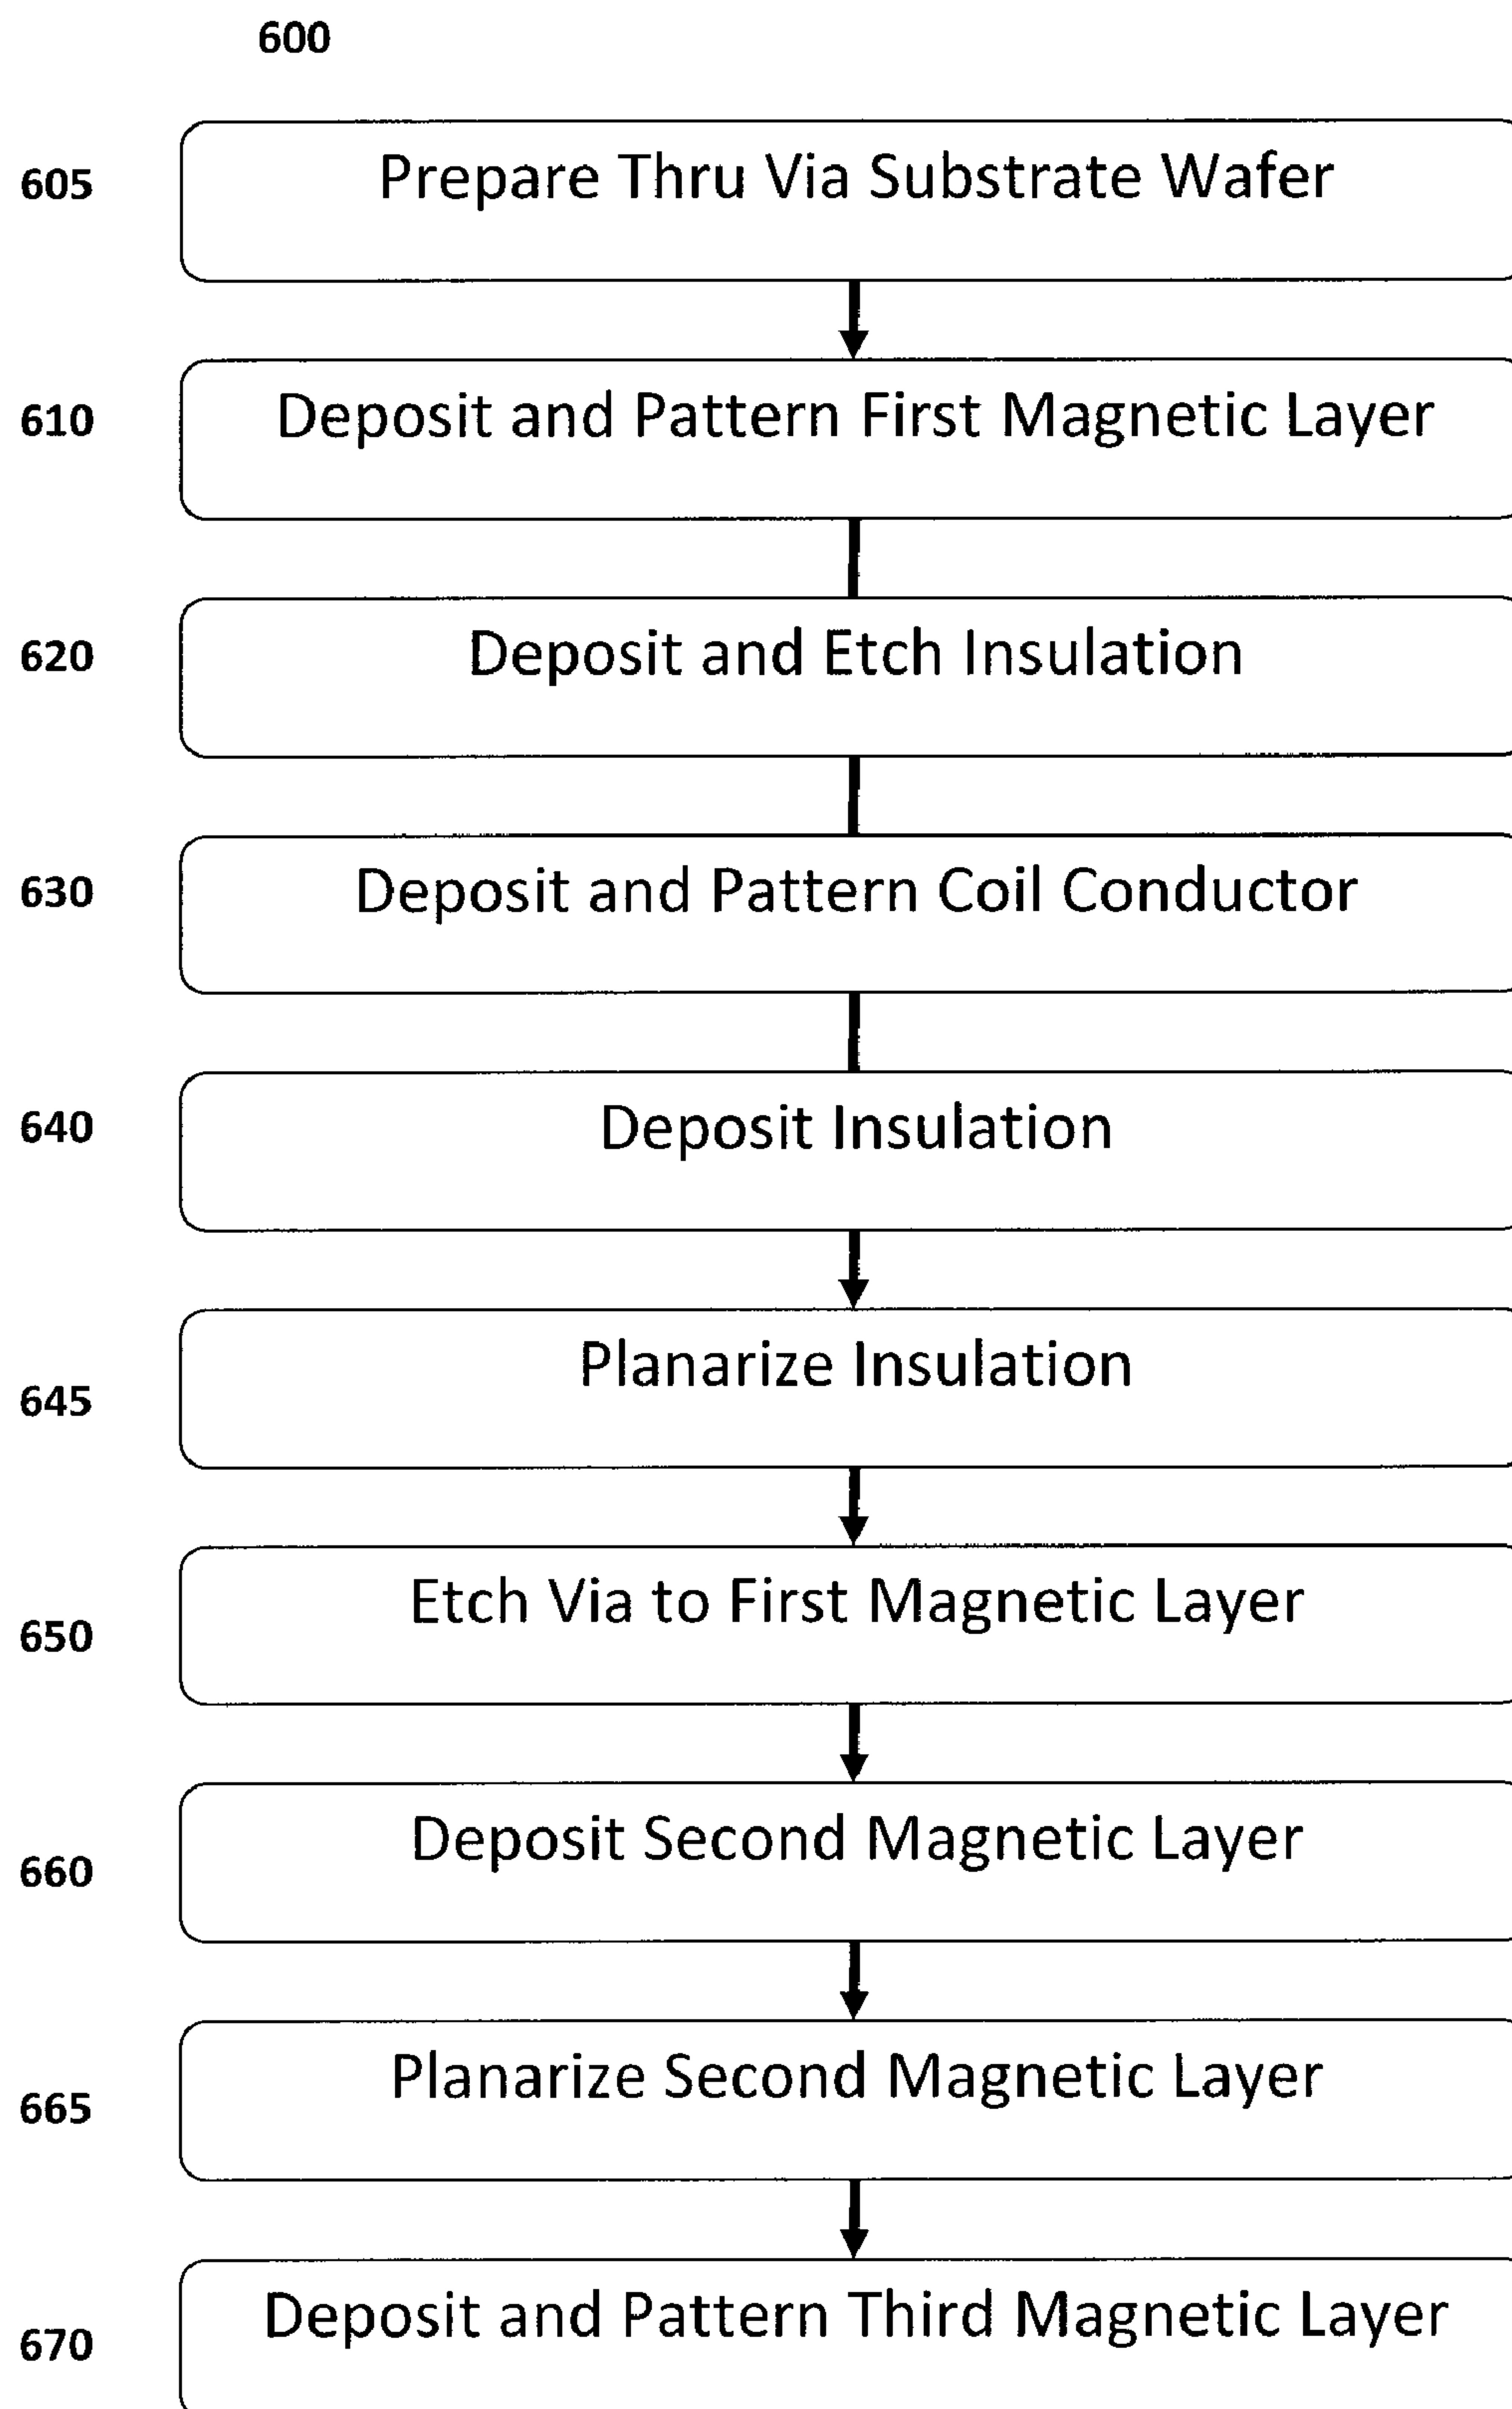 600
605 Prepare Thru Via Substrate Wafer
610 Deposit and Pattern First Magnetic Layer
620 Deposit and Etch Insulation
630 Deposit and Pattern Coil Conductor
640 Deposit Insulation
645 Planarize Insulation
650 Etch Via to First Magnetic Layer
660 Deposit Second Magnetic Layer
665 Planarize Second Magnetic Layer
670 Deposit and Pattern Third Magnetic Layer